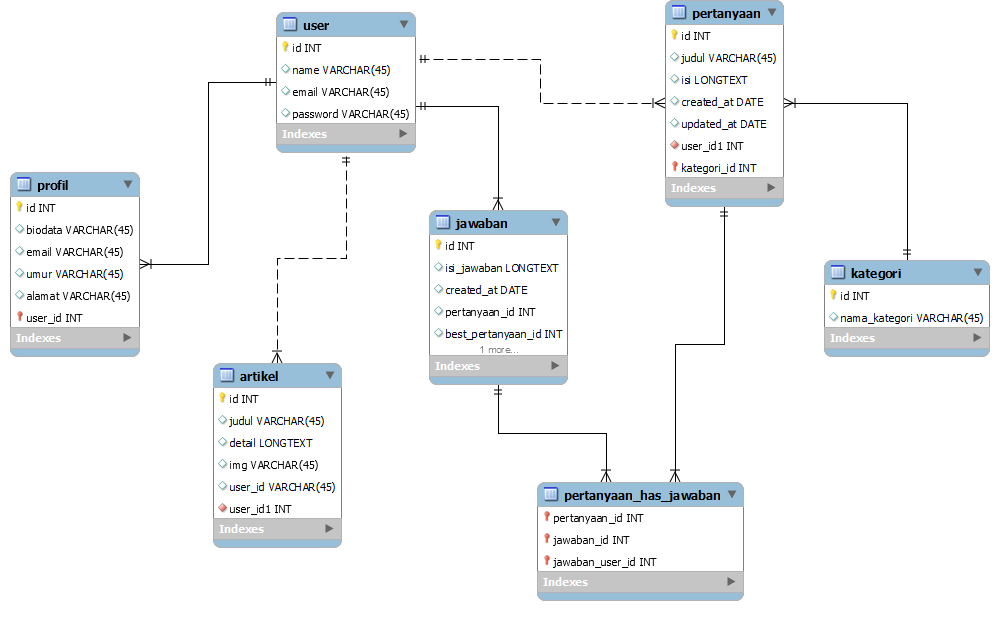 user
id INT
name VARCHAR(45)
email VARCHAR(45)
password VARCHAR(45)
Indexes
pertanyaan
id INT
judul VARCHAR(45)
isi LONGTEXT
created_at DATE
updated_at DATE
user_id1 INT
kategori_id INT
Indexes
profil
id INT
biodata VARCHAR(45)
email VARCHAR(45)
umur VARCHAR(45)
alamat VARCHAR(45)
user_id INT
Indexes
jawaban
id INT
isi_jawaban LONGTEXT
created_at DATE
pertanyaan_id INT
best_pertanyaan_id INT
1 more...
Indexes
kategori
id INT
nama_kategori VARCHAR(45)
Indexes
artikel
id INT
judul VARCHAR(45)
detail LONGTEXT
img VARCHAR(45)
user_id VARCHAR(45)
user_id1 INT
Indexes
pertanyaan_has_jawaban
pertanyaan_id INT
jawaban_id INT
jawaban_user_id INT
Indexes